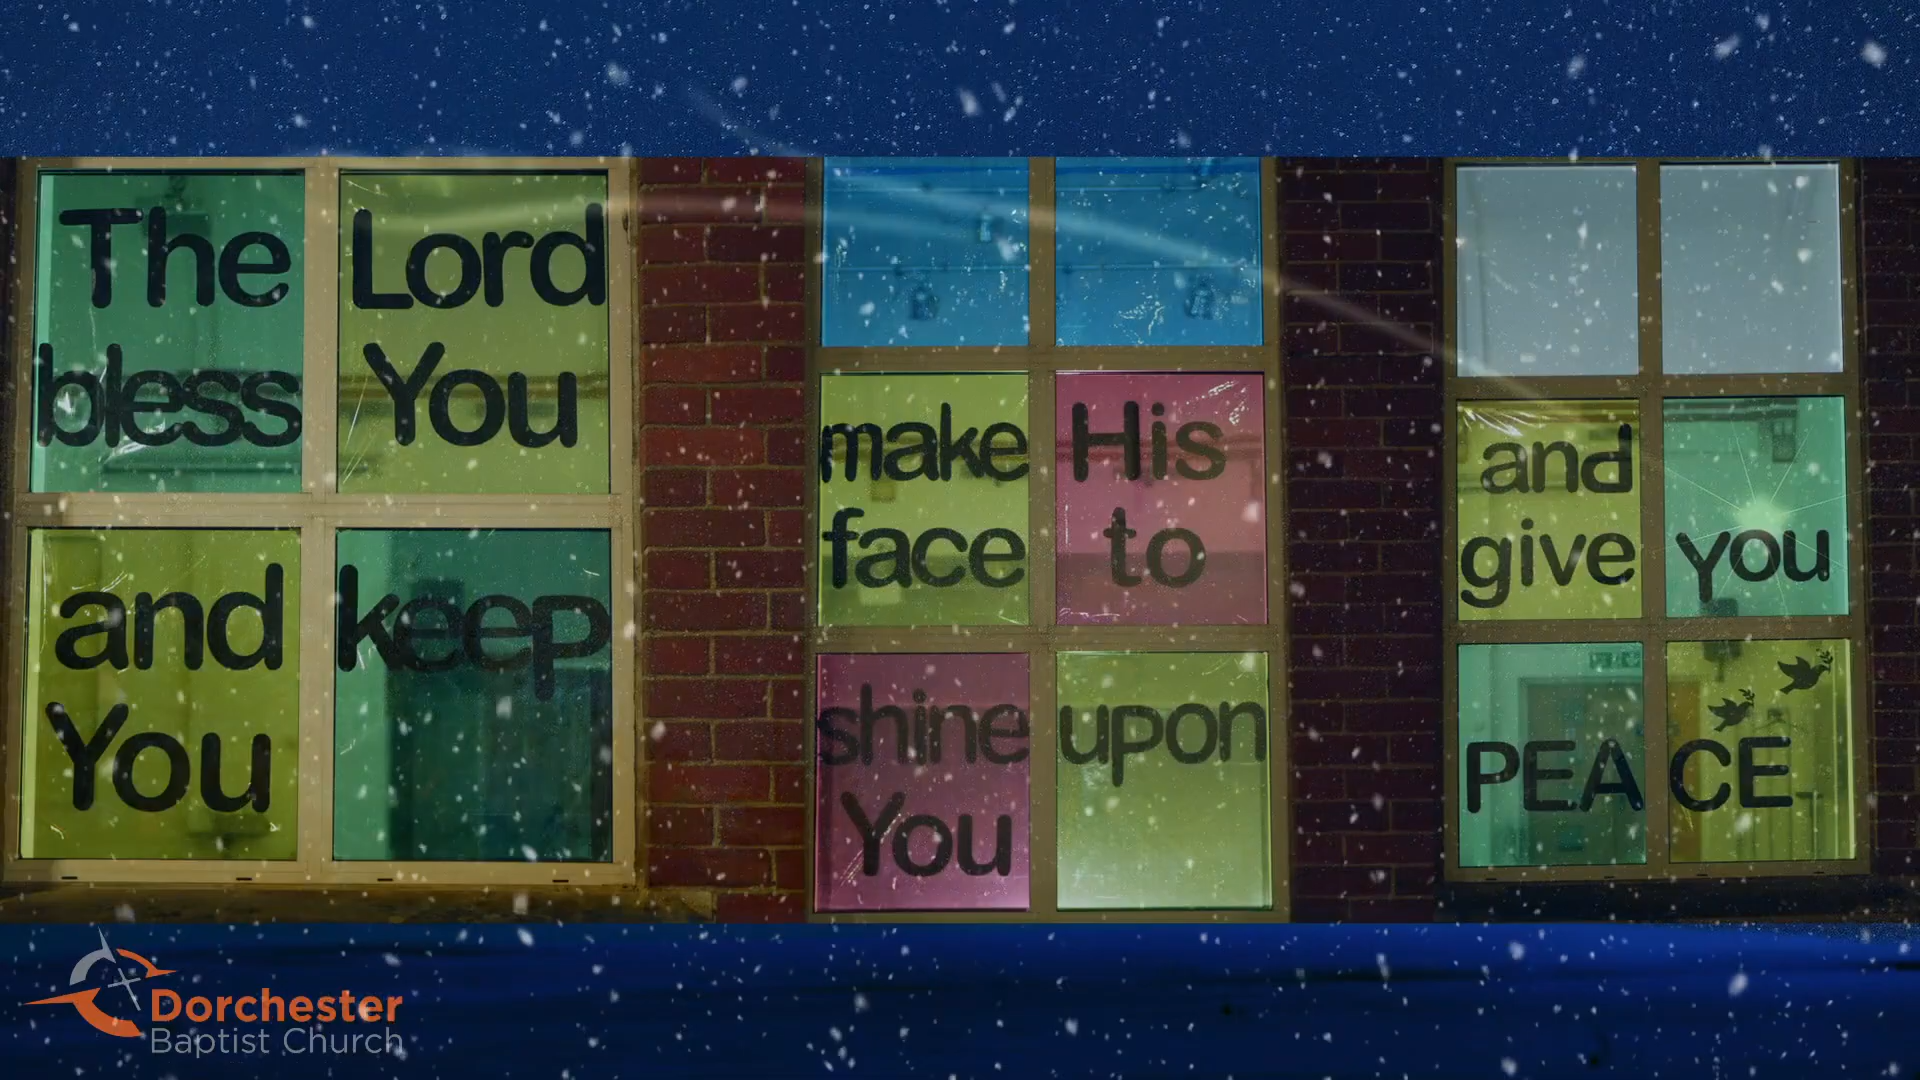 The Lord
bless You
and keep
You
make His
face to
shine upon
You
and
give you
PEACE
Dorchester
Baptist Church